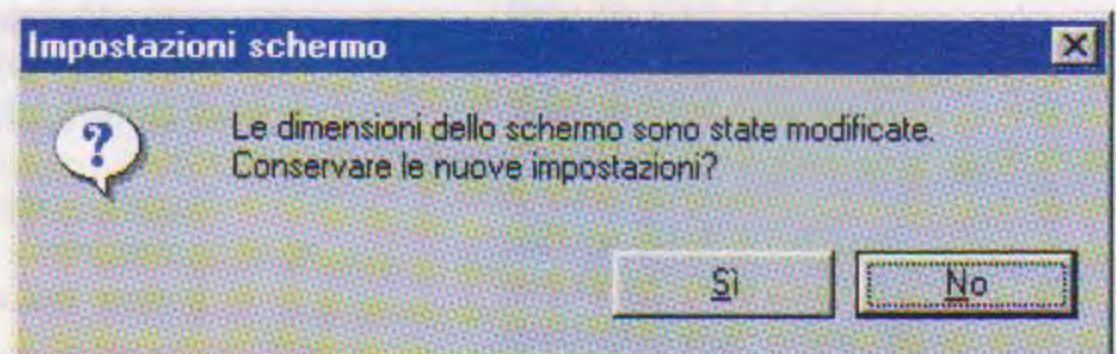 Impostazioni schermo
Le dimensioni dello schermo sono state modificate.
Conservare le nuove impostazioni?
Sì
No